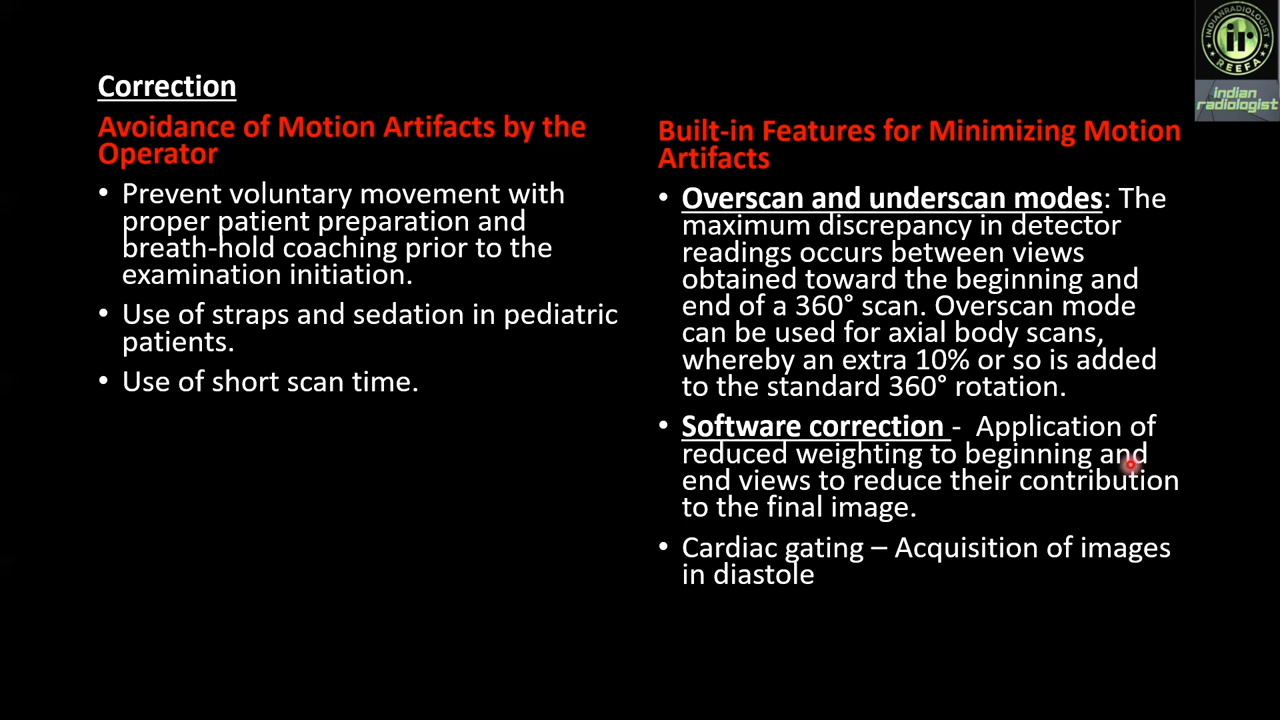 Correction
Avoidance of Motion Artifacts by the
Operator
• Prevent voluntary movement with
proper patient preparation and
breath-hold coaching prior to the
examination initiation.
• Use of straps and sedation in pediatric
patients.
• Use of short scan time.
Built-in Features for Minimizing Motion
Artifacts
• Overscan and underscan modes: The
maximum discrepancy in detector
readings occurs between views
obtained toward the beginning and
end of a 360° scan. Overscan mode
can be used for axial body scans,
whereby an extra 10% or so is added
to the standard 360° rotation.
• Software correction - Application of
reduced weighting to beginning and
end views to reduce their contribution
to the final image.
• Cardiac gating – Acquisition of images
in diastole
INDIANRADIOLOGIST
ir
REEFA
indian
radiologist